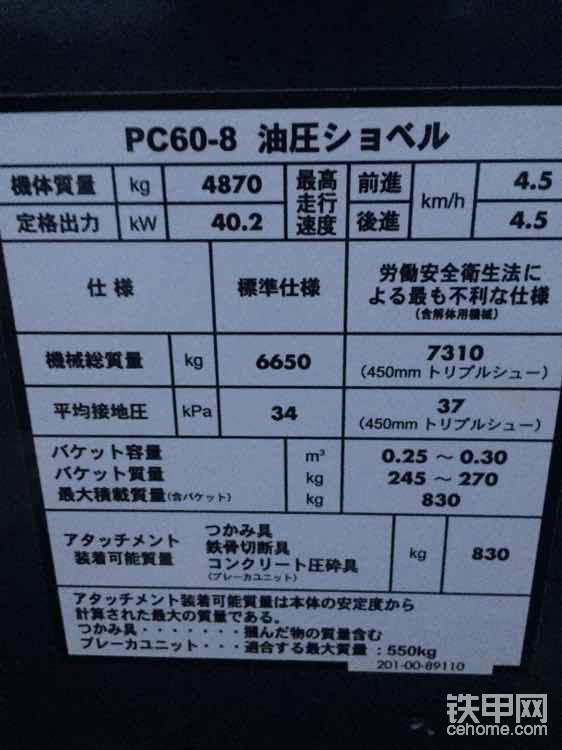 PC60-8 油圧ショベル
機体質量 kg 4870 最高走行速度 前進 km/h 4.5
定格出力 kW 40.2 後進 4.5
仕様 標準仕様 労働安全衛生法に
よる最も不利な仕様
(含解体用機械)
機械総質量 kg 6650 7310
(450mm トリプルシュー)
平均接地圧 kPa 34 37
(450mm トリプルシュー)
バケット容量 m³ 0.25 ～ 0.30
バケット質量 kg 245 ～ 270
最大積載質量(含バケット) kg 830
アタッチメント
装着可能質量
つかみ具
鉄骨切断具
コンクリート圧砕具
(ブレーカユニット)
kg 830
アタッチメント装着可能質量は本体の安定度から
計算された最大の質量である。
つかみ具・・・・・・・掴んだ物の質量含む
ブレーカユニット・・・適合する最大質量：550kg
201-00-89110
铁甲网
cehome.com